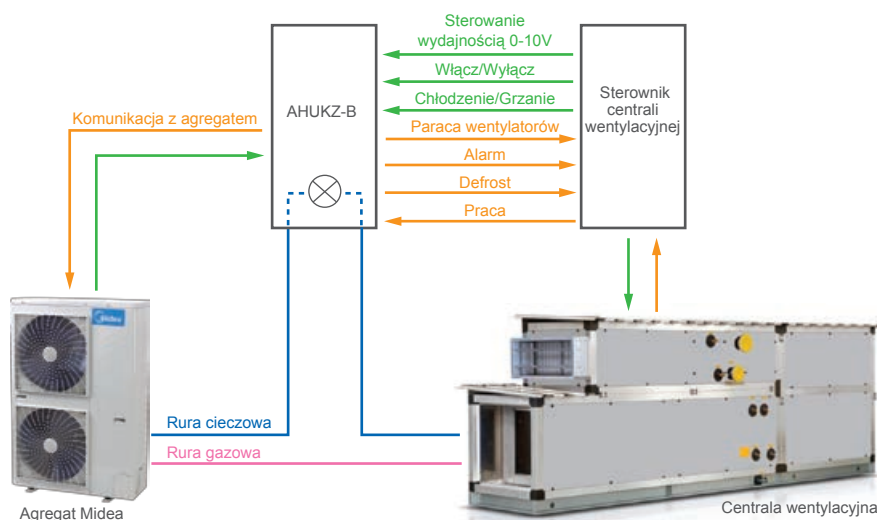 Sterowanie
wydajnością 0-10V
Włącz/Wyłącz
Chłodzenie/Grzanie
Paraca wentylatorów
Alarm
Defrost
Praca
AHUKZ-B
Sterownik
centrali
wentylacyjnej
Komunikacja z agregatem
Midea
Rura cieczowa
Rura gazowa
Agregat Midea
Centrala wentylacyjna